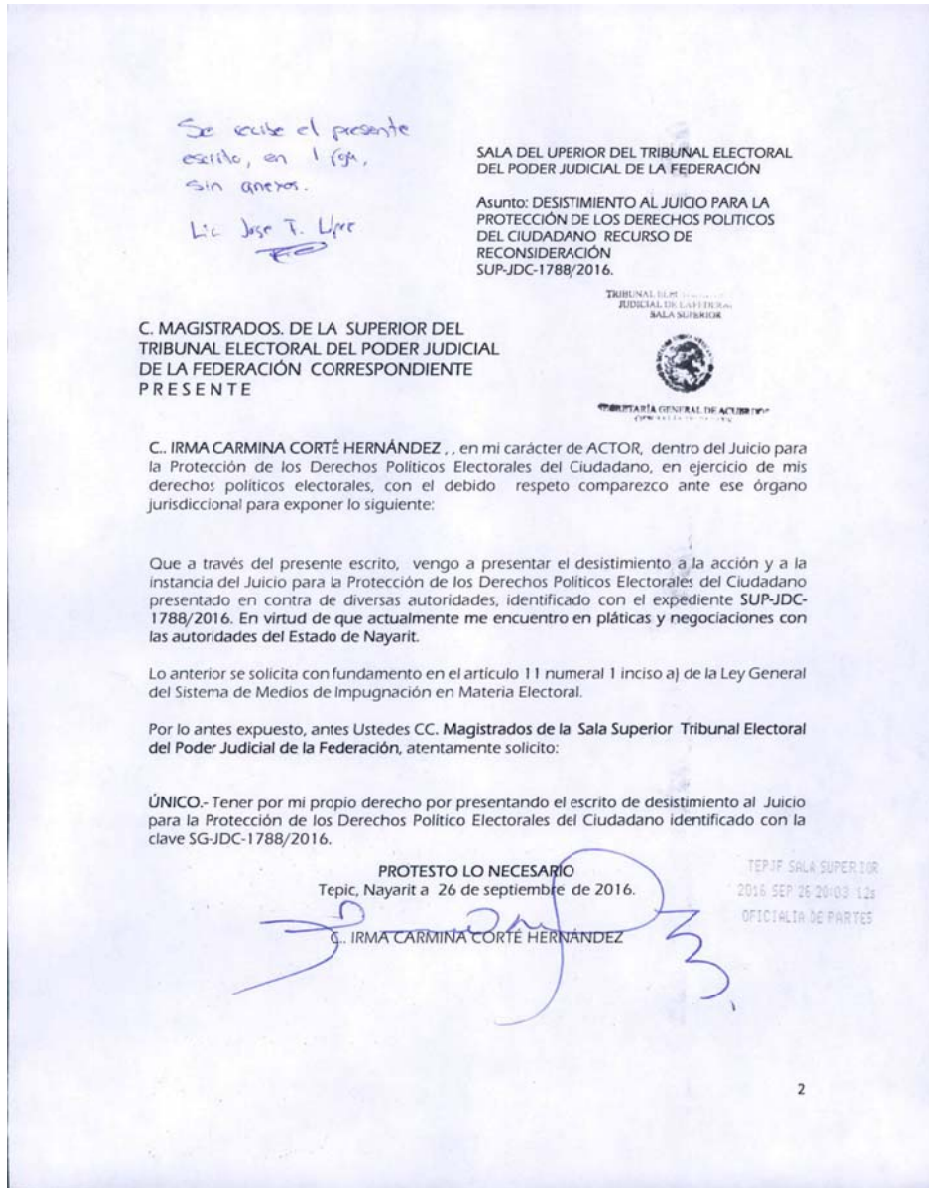 Se recibe el presente
escrito, en 1 foja,
sin anexos.
Lic Jose T.
SALA DEL UPERIOR DEL TRIBUNAL ELECTORAL
DEL PODER JUDICIAL DE LA FEDERACIÓN
Asunto: DESISTIMIENTO AL JUICIO PARA LA
PROTECCIÓN DE LOS DERECHOS POLITICOS
DEL CIUDADANO RECURSO DE
RECONSIDERACIÓN
SUP-JDC-1788/2016.
TRIBUNAL
JUDICIAL DE LA
SALA SUPERIOR
SECRETARÍA GENERAL DE ACUERDOS
C. MAGISTRADOS. DE LA SUPERIOR DEL
TRIBUNAL ELECTORAL DEL PODER JUDICIAL
DE LA FEDERACIÓN CORRESPONDIENTE
P R E S E N T E
C.. IRMA CARMINA CORTÉ HERNÁNDEZ , , en mi carácter de ACTOR, dentro del Juicio para
la Protección de los Derechos Políticos Electorales del Ciudadano, en ejercicio de mis
derechos políticos electorales, con el debido respeto comparezco ante ese órgano
jurisdiccional para exponer lo siguiente:
Que a través del presente escrito, vengo a presentar el desistimiento a la acción y a la
instancia del Juicio para la Protección de los Derechos Políticos Electorales del Ciudadano
presentado en contra de diversas autoridades, identificado con el expediente SUP-JDC-
1788/2016. En virtud de que actualmente me encuentro en pláticas y negociaciones con
las autoridades del Estado de Nayarit.
Lo anterior se solicita con fundamento en el artículo 11 numeral 1 inciso a) de la Ley General
del Sistema de Medios de Impugnación en Materia Electoral.
Por lo antes expuesto, antes Ustedes CC. Magistrados de la Sala Superior Tribunal Electoral
del Poder Judicial de la Federación, atentamente solicito:
ÚNICO.- Tener por mi propio derecho por presentando el escrito de desistimiento al Juicio
para la Protección de los Derechos Político Electorales del Ciudadano identificado con la
clave SG-JDC-1788/2016.
PROTESTO LO NECESARIO
Tepic, Nayarit a 26 de septiembre de 2016.
C.. IRMA CARMINA CORTÉ HERNÁNDEZ
TEPJF SALA SUPERIOR
2016 SEP 26 20:03 12s
OFICIALIA DE PARTES
2